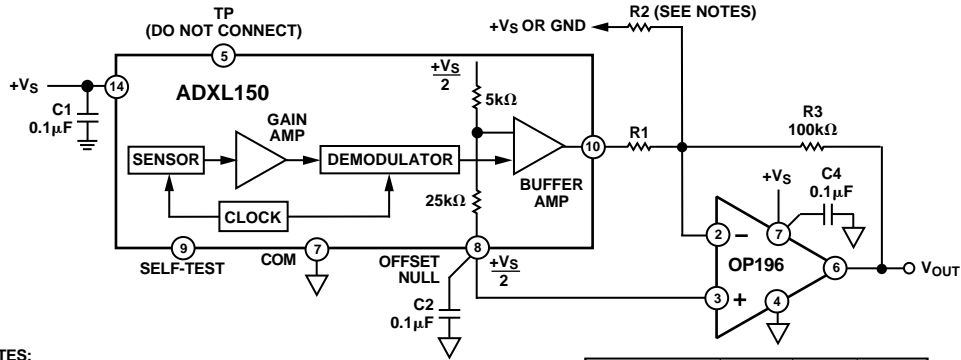 TP
(DO NOT CONNECT)
5
+VS OR GND
R2 (SEE NOTES)
+VS
14
C1
0.1µF
ADXL150
+VS
2
5kΩ
GAIN
AMP
SENSOR
DEMODULATOR
CLOCK
25kΩ
BUFFER
AMP
10
R1
R3
100kΩ
+VS
C4
0.1µF
2
−
7
OP196
6
VOUT
3
+
4
9
SELF-TEST
COM
7
OFFSET
NULL
8
+VS
2
C2
0.1µF